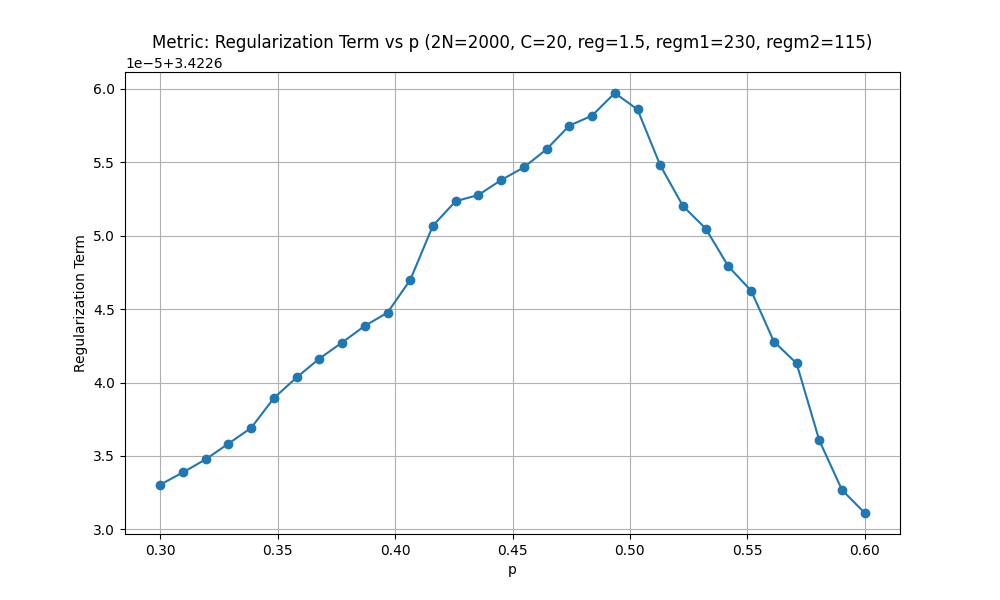 Metric: Regularization Term vs p (2N=2000, C=20, reg=1.5, regm1=230, regm2=115)
1e−5+3.4226
6.0
5.5
5.0
4.5
4.0
3.5
3.0
Regularization Term
0.30 0.35 0.40 0.45 0.50 0.55 0.60
p